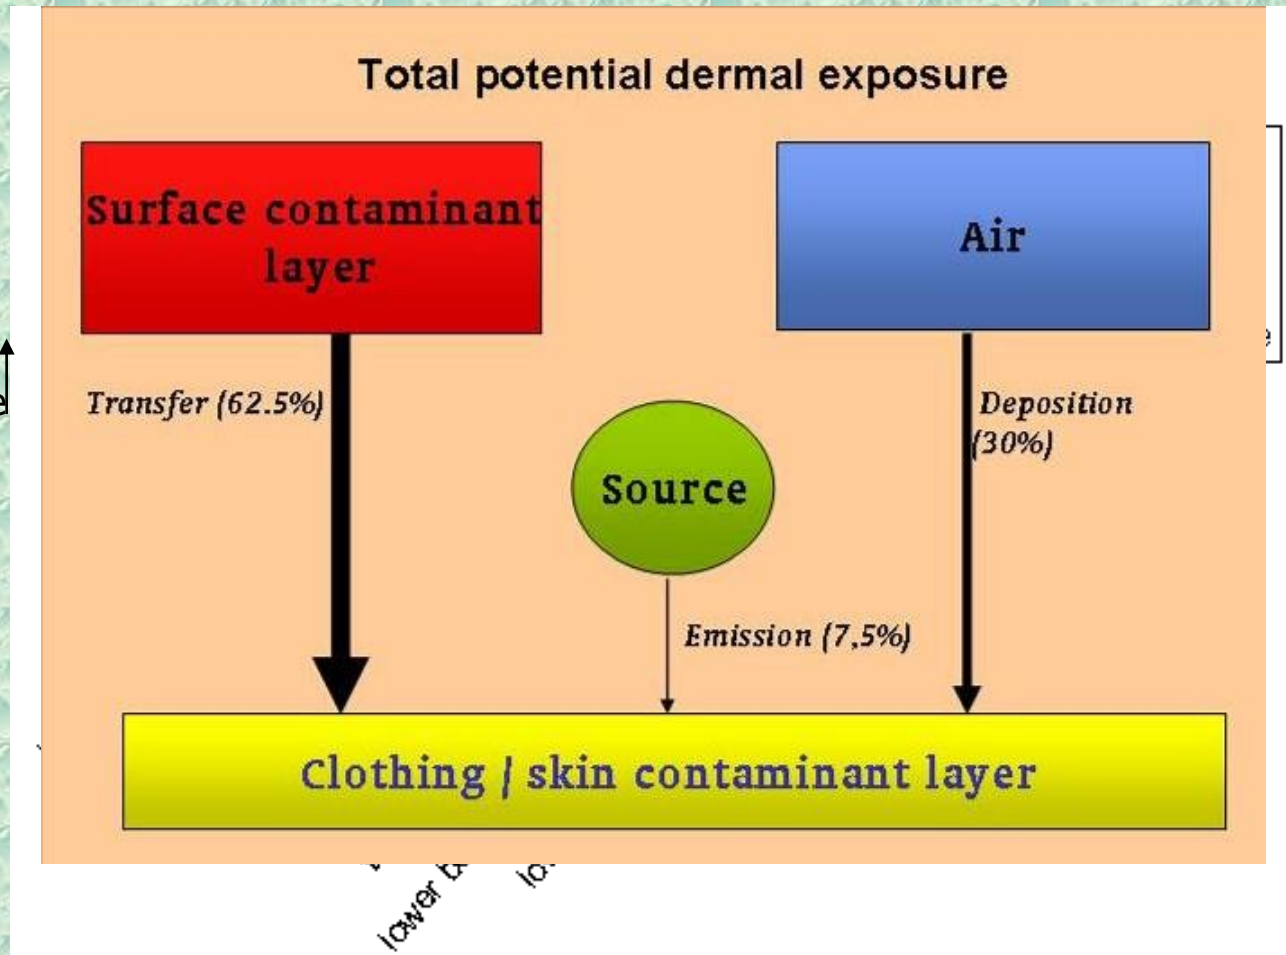 Total potential dermal exposure
Surface contaminant
layer
Air
Transfer (62.5%)
Deposition
(30%)
Source
Emission (7,5%)
Clothing / skin contaminant layer
lower